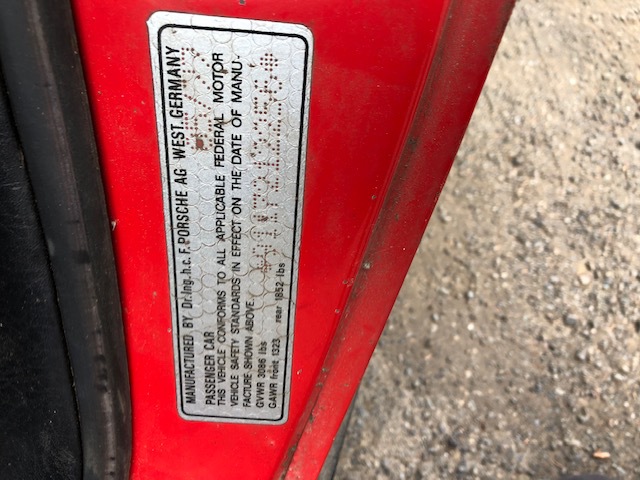 MANUFACTURED BY Dr.Ing.h.c.F.PORSCHE AG WEST GERMANY
PASSENGER CAR
THIS VEHICLE CONFORMS TO ALL APPLICABLE FEDERAL MOTOR
VEHICLE SAFETY STANDARDS IN EFFECT ON THE DATE OF MANU-
FACTURE SHOWN ABOVE.
GVWR 3086 lbs
GAWR front 1323 rear 1852 lbs